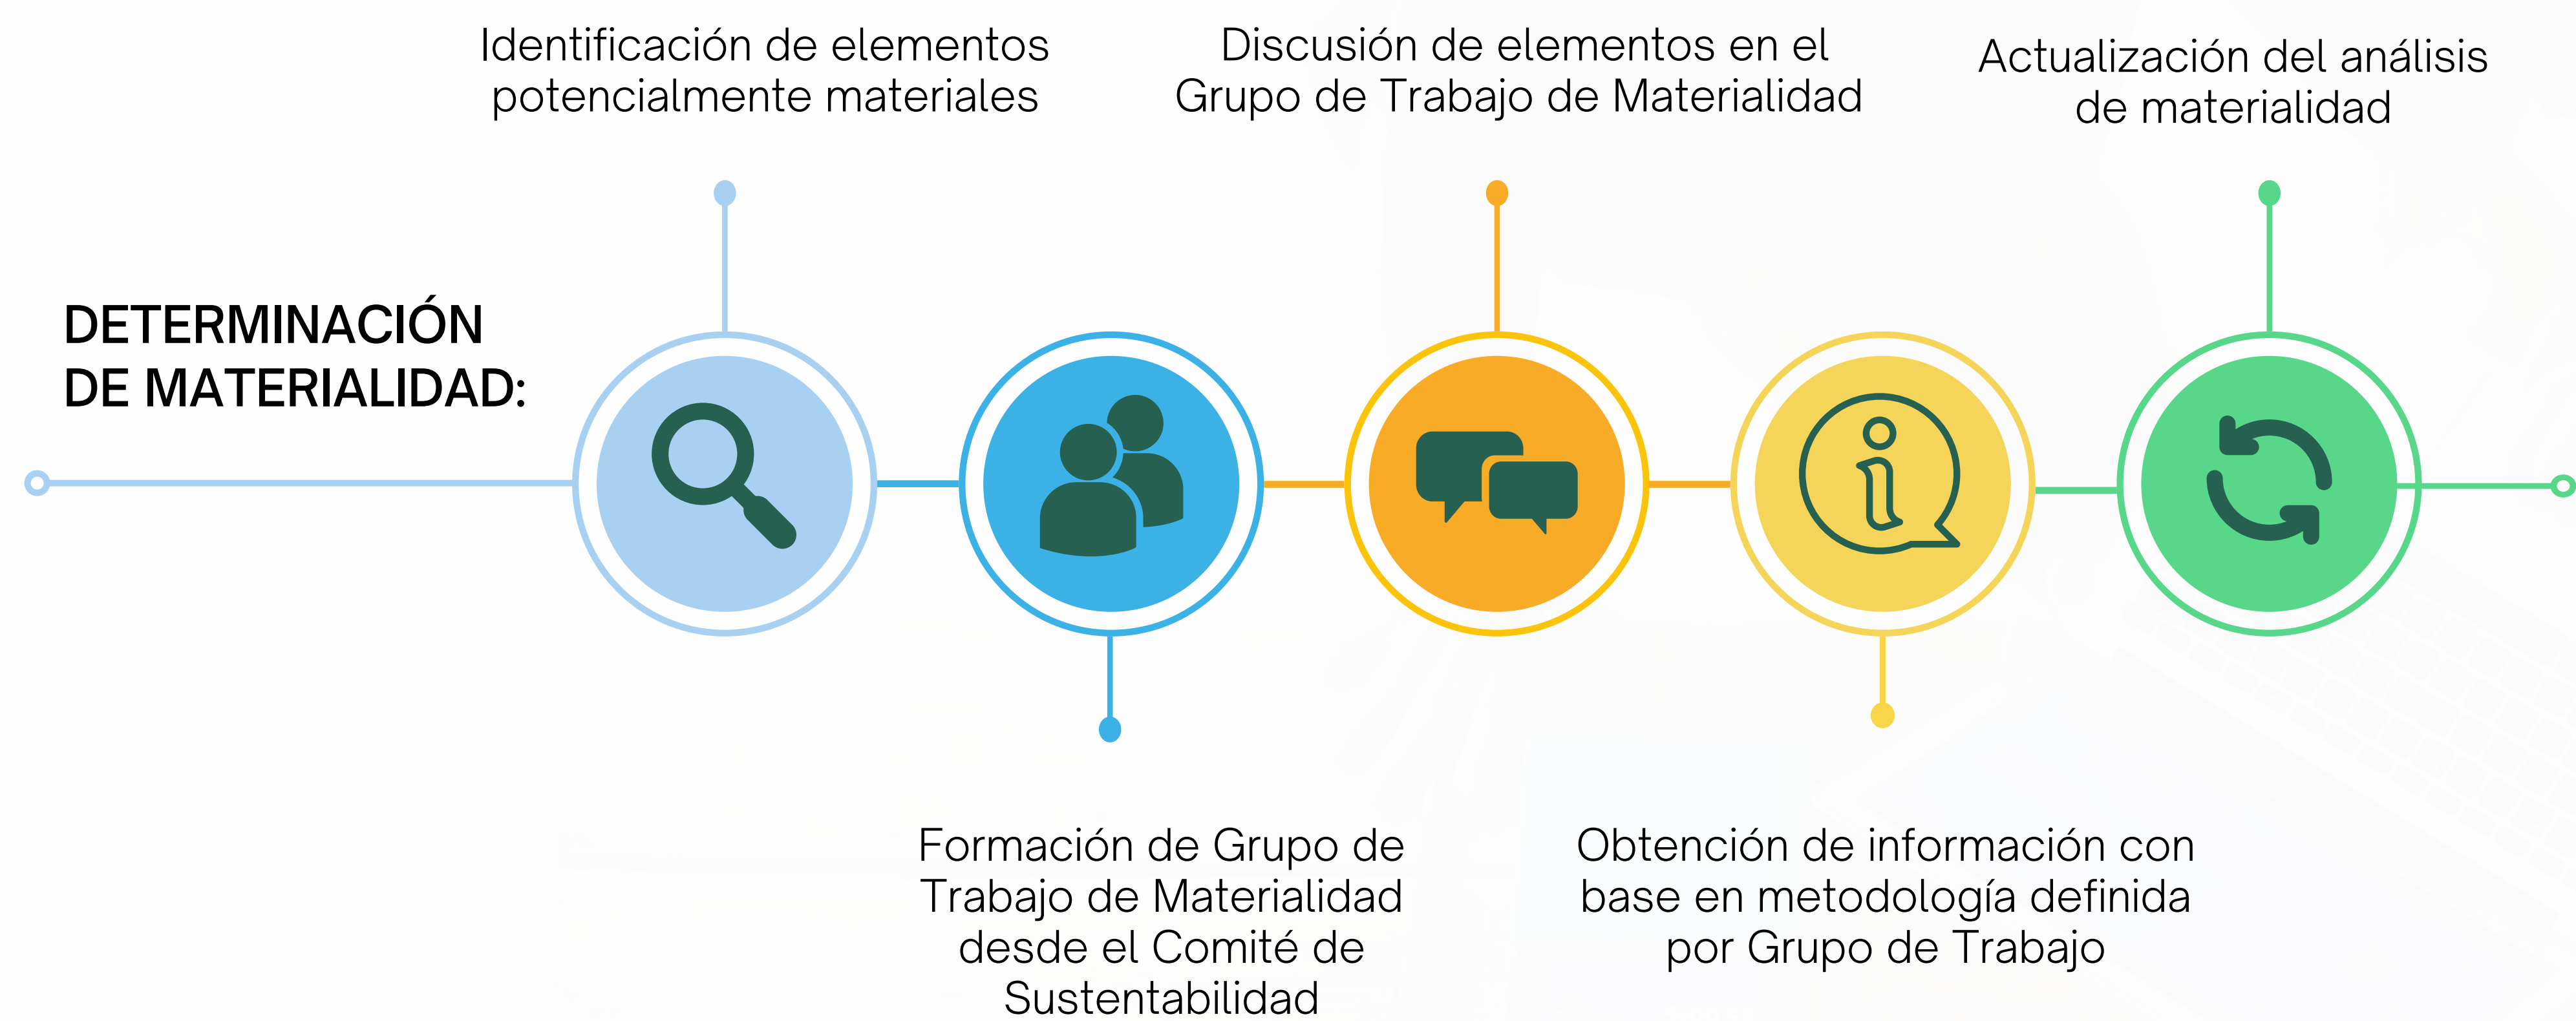 DETERMINACIÓN
DE MATERIALIDAD:
Identificación de elementos
potencialmente materiales
Formación de Grupo de
Trabajo de Materialidad
desde el Comité de
Sustentabilidad
Discusión de elementos en el
Grupo de Trabajo de Materialidad
Obtención de información con
base en metodología definida
por Grupo de Trabajo
Actualización del análisis
de materialidad